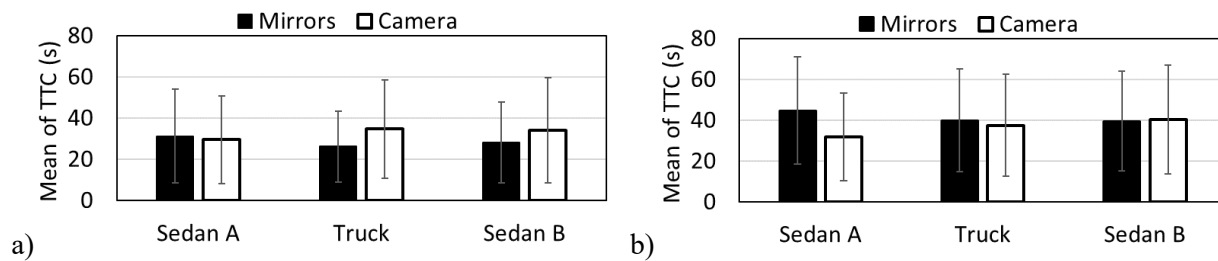 Mirrors Camera
80
60
40
20
0
Mean of TTC (s)
Sedan A Truck Sedan B
a)
Mirrors Camera
80
60
40
20
0
Mean of TTC (s)
Sedan A Truck Sedan B
b)